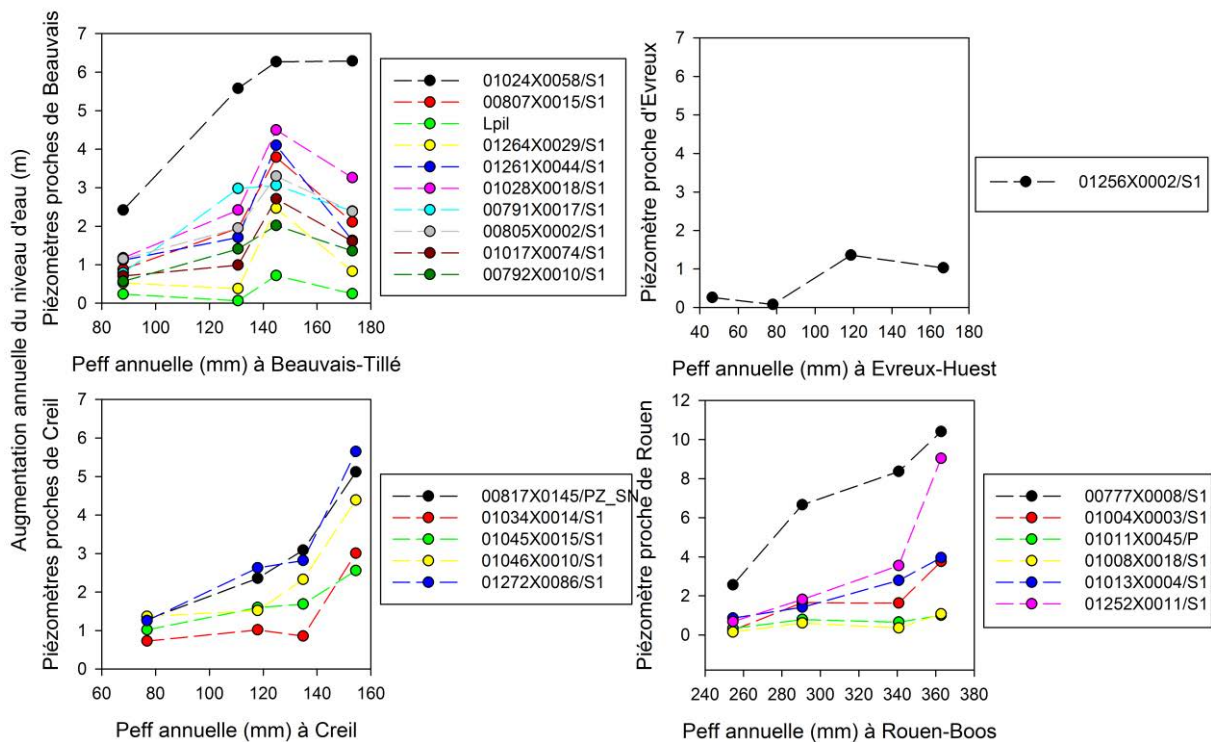 Augmentation annuelle du niveau d'eau (m)
Piézomètres proches de Beauvais
7
6
5
4
3
2
1
0
60 80 100 120 140 160 180
Peff annuelle (mm) à Beauvais-Tillé
01024X0058/S1
00807X0015/S1
Lpil
01264X0029/S1
01261X0044/S1
01028X0018/S1
00791X0017/S1
00805X0002/S1
01017X0074/S1
00792X0010/S1
Piézomètre proche d'Evreux
7
6
5
4
3
2
1
0
40 60 80 100 120 140 160 180
Peff annuelle (mm) à Evreux-Huest
01256X0002/S1
Piézomètres proches de Creil
7
6
5
4
3
2
1
0
60 80 100 120 140 160
Peff annuelle (mm) à Creil
00817X0145/PZ_SN
01034X0014/S1
01045X0015/S1
01046X0010/S1
01272X0086/S1
Piézomètre proche de Rouen
12
10
8
6
4
2
0
240 260 280 300 320 340 360 380
Peff annuelle (mm) à Rouen-Boos
00777X0008/S1
01004X0003/S1
01011X0045/P
01008X0018/S1
01013X0004/S1
01252X0011/S1